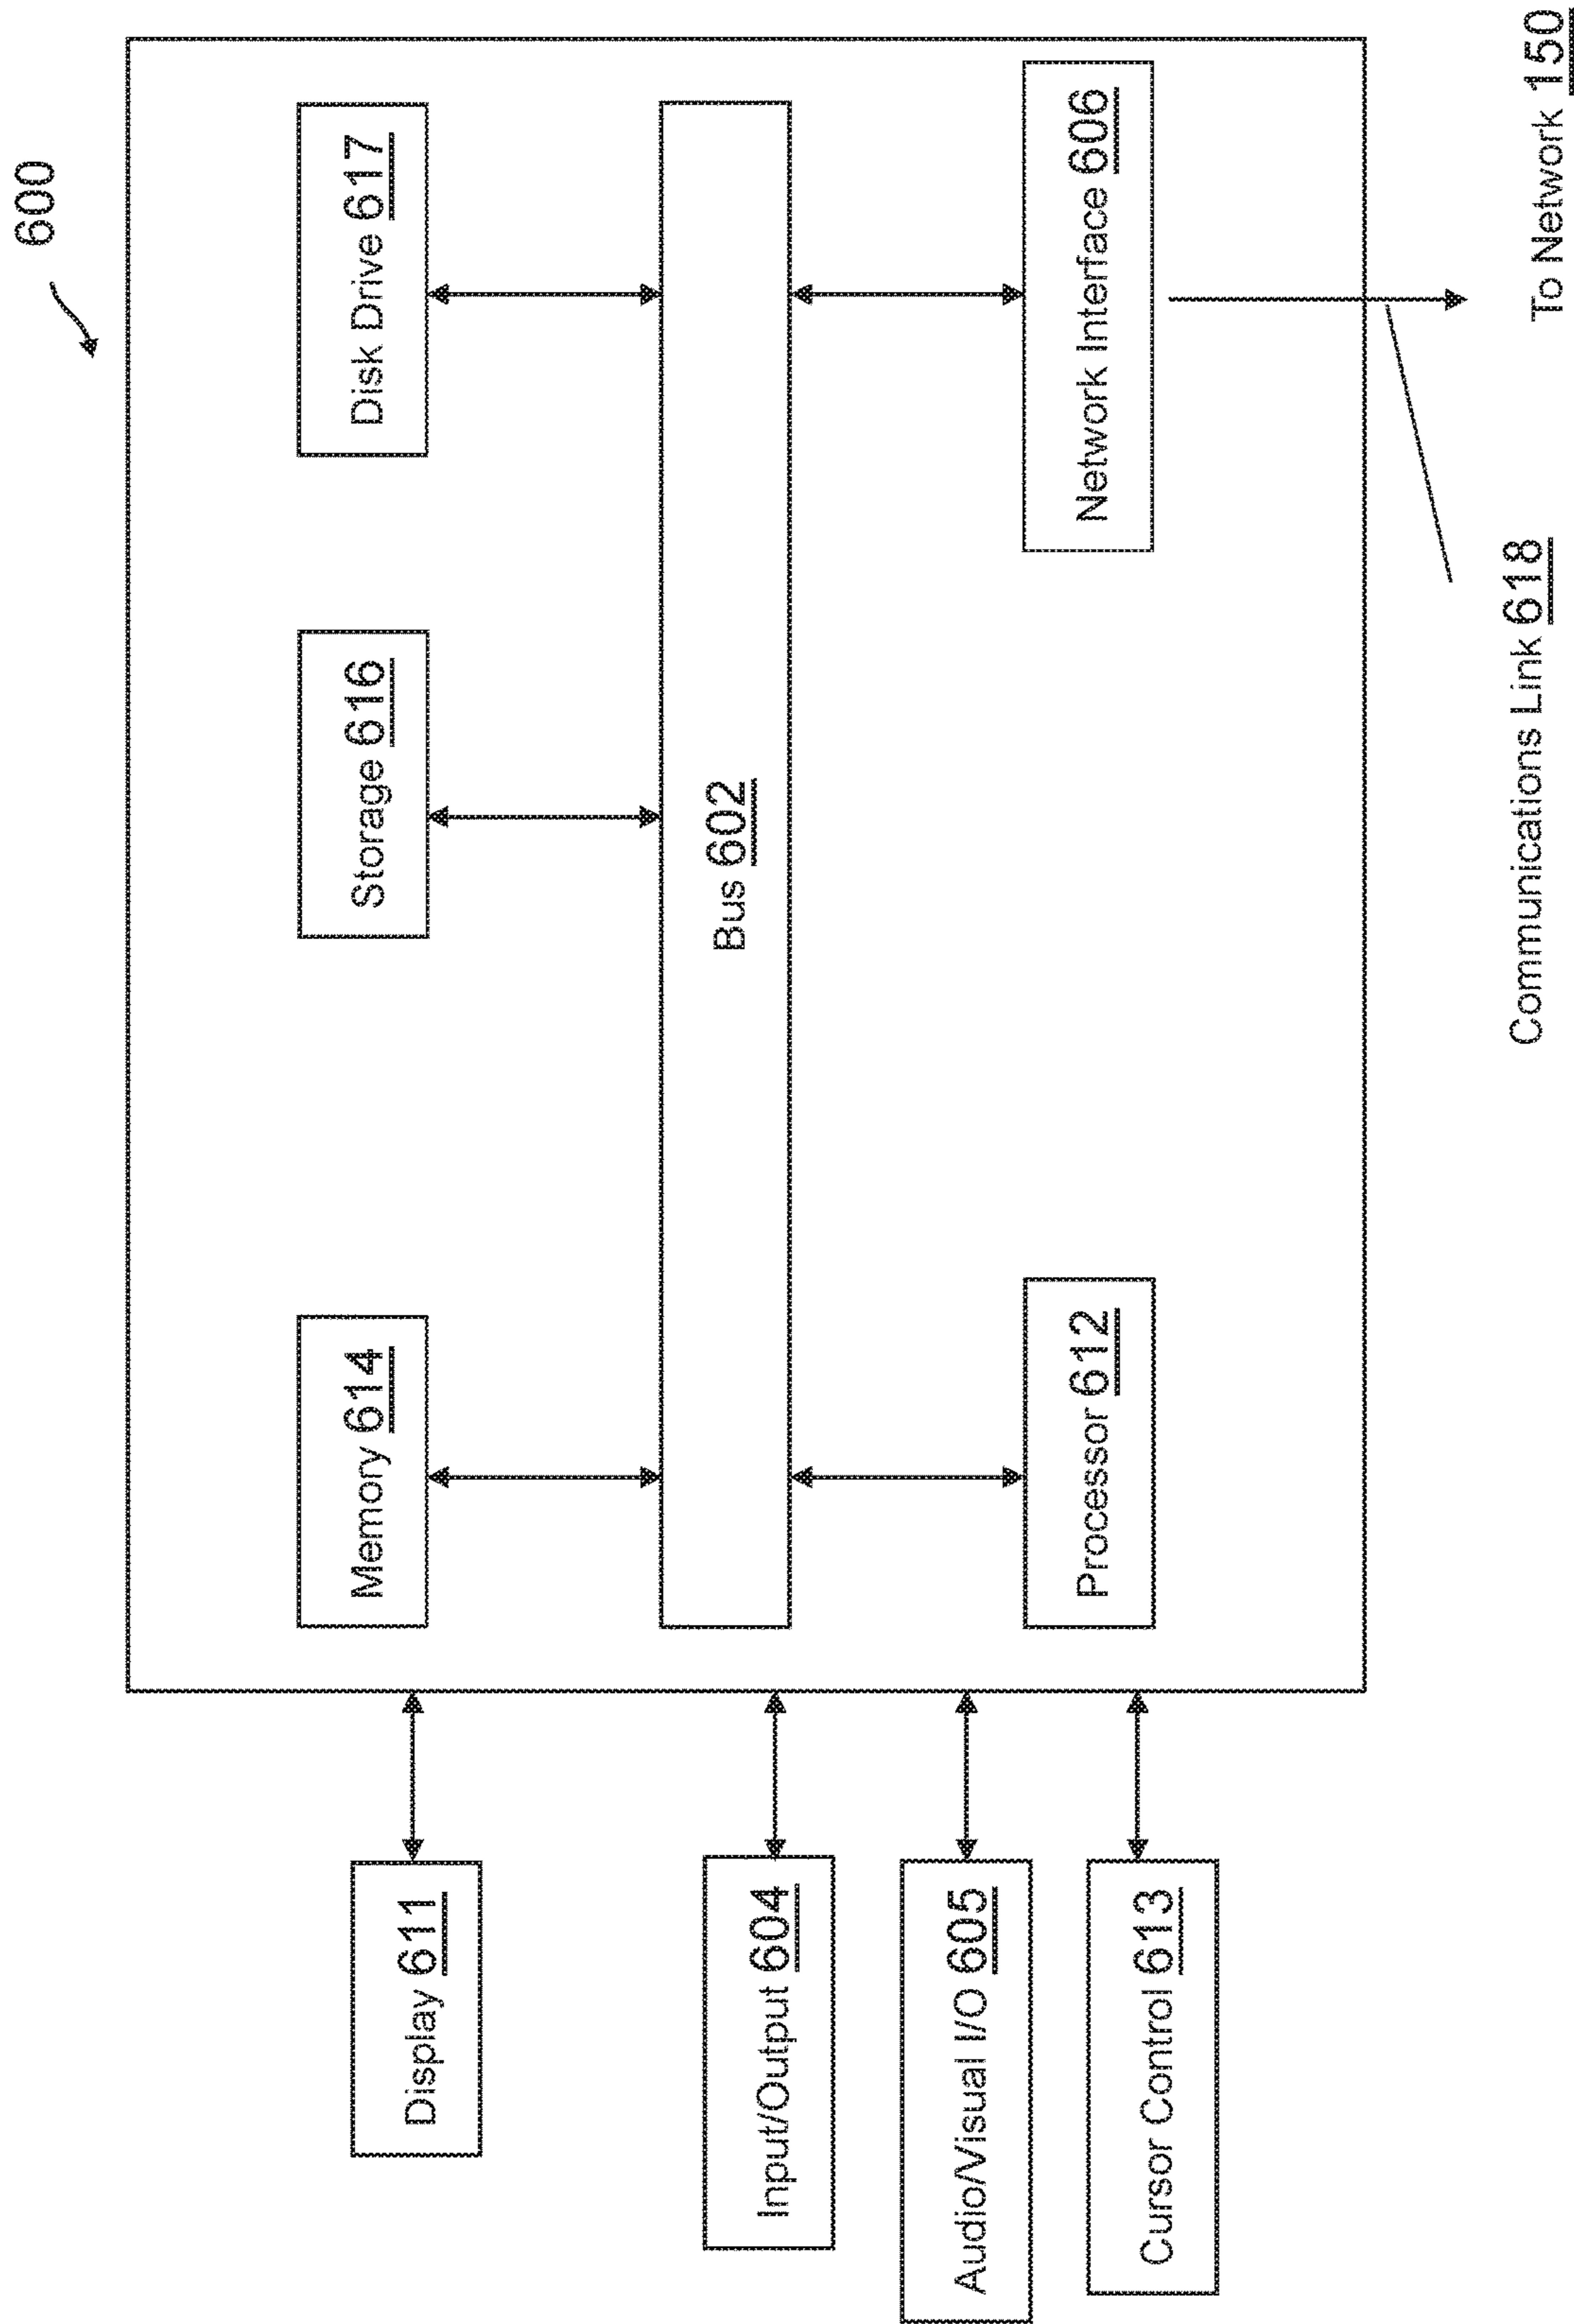 600
Display 611
Memory 614
Storage 616
Disk Drive 617
Bus 602
Input/Output 604
Audio/Visual I/O 605
Cursor Control 613
Processor 612
Network Interface 606
Communications Link 618
To Network 150